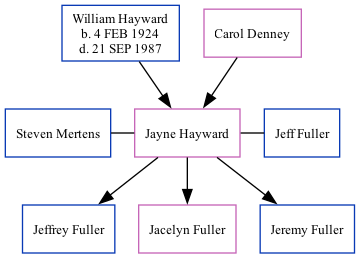 William Hayward
b. 4 FEB 1924
d. 21 SEP 1987
Carol Denney
Steven Mertens
Jayne Hayward
Jeff Fuller
Jeffrey Fuller
Jacelyn Fuller
Jeremy Fuller